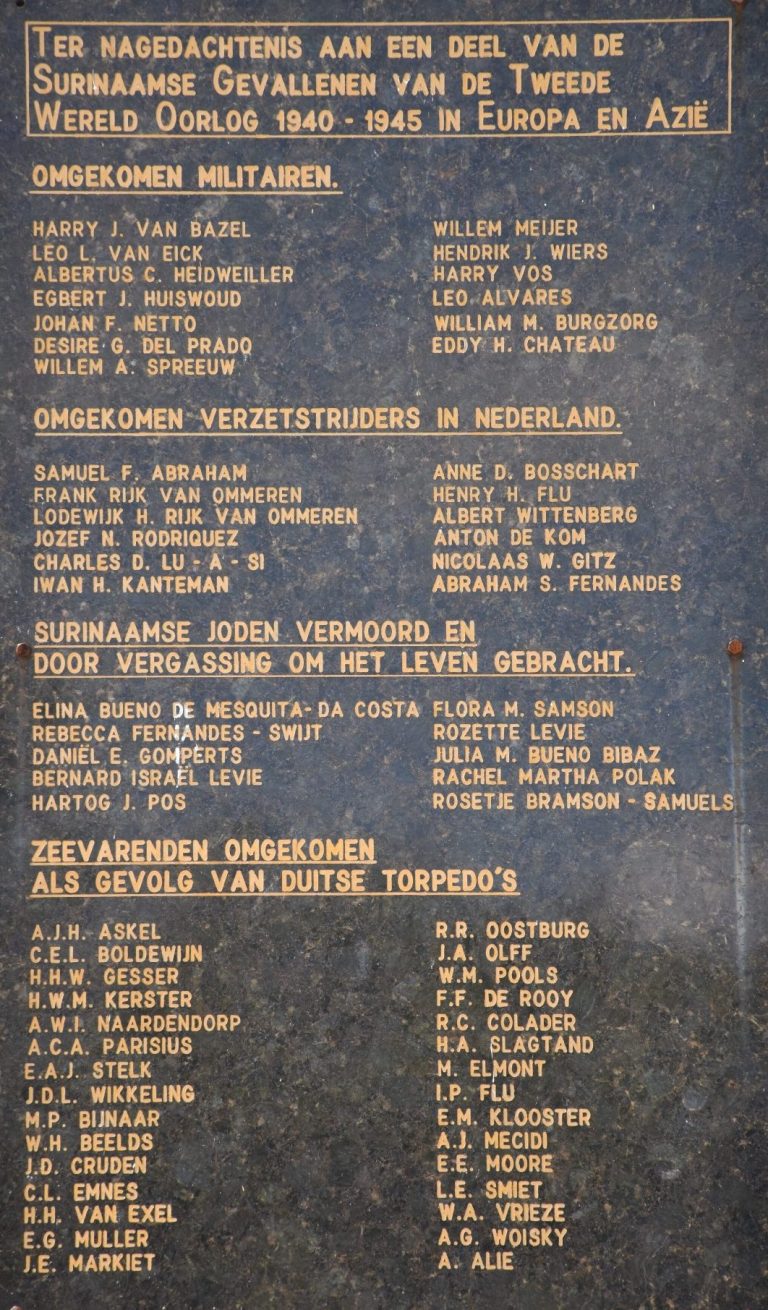 TER NAGEDACHTENIS AAN EEN DEEL VAN DE
SURINAAMSE GEVALLENEN VAN DE TWEEDE
WERELD OORLOG 1940 - 1945 IN EUROPA EN AZIË
OMGEKOMEN MILITAIREN.
HARRY J. VAN BAZEL
LEO L. VAN EICK
ALBERTUS C. HEIDWEILLER
EGBERT J. HUISWOUD
JOHAN F. NETTO
DESIRE G. DEL PRADO
WILLEM A. SPREEUW
WILLEM MEIJER
HENDRIK J. WIERS
HARRY VOS
LEO ALVARES
WILLIAM M. BURGZORG
EDDY H. CHATEAU
OMGEKOMEN VERZETSTRIJDERS IN NEDERLAND.
SAMUEL F. ABRAHAM
FRANK RIJK VAN OMMEREN
LODEWIJK H. RIJK VAN OMMEREN
JOZEF N. RODRIQUEZ
CHARLES D. LU - A - SI
IWAN H. KANTEMAN
ANNE D. BOSSCHART
HENRY H. FLU
ALBERT WITTENBERG
ANTON DE KOM
NICOLAAS W. GITZ
ABRAHAM S. FERNANDES
SURINAAMSE JODEN VERMOORD EN
DOOR VERGASSING OM HET LEVEN GEBRACHT.
ELINA BUENO DE MESQUITA- DA COSTA
REBECCA FERNANDES - SWIJT
DANIËL E. GOMPERTS
BERNARD ISRAËL LEVIE
HARTOG J. POS
FLORA M. SAMSON
ROZETTE LEVIE
JULIA M. BUENO BIBAZ
RACHEL MARTHA POLAK
ROSETJE BRAMSON - SAMUELS
ZEEVARENDEN OMGEKOMEN
ALS GEVOLG VAN DUITSE TORPEDO'S
A.J.H. ASKEL
C.E.L. BOLDEWIJN
H.H.W. GESSER
H.W.M. KERSTER
A.W.I. NAARDENDORP
A.C.A. PARISIUS
E.A.J. STELK
J.D.L. WIKKELING
M.P. BIJNAAR
W.H. BEELDS
J.D. CRUDEN
C.L. EMNES
H.H. VAN EXEL
E.G. MULLER
J.E. MARKIET
R.R. OOSTBURG
J.A. OLFF
W.M. POOLS
F.F. DE ROOY
R.C. COLADER
H.A. SLAGTAND
M. ELMONT
I.P. FLU
E.M. KLOOSTER
A.J. MECIDI
E.E. MOORE
L.E. SMIET
W.A. VRIEZE
A.G. WOISKY
A. ALIE